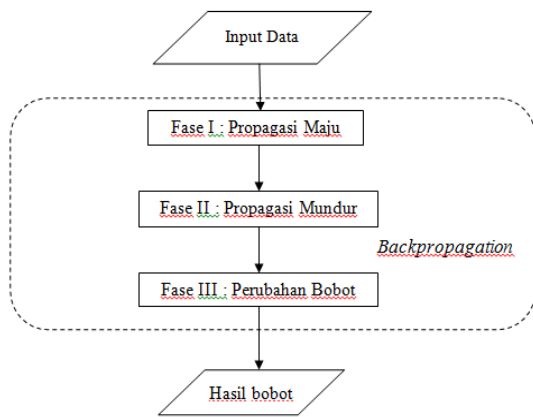 Input Data
Fase I : Propagasi Maju
Fase II : Propagasi Mundur
Backpropagation
Fase III : Perubahan Bobot
Hasil bobot